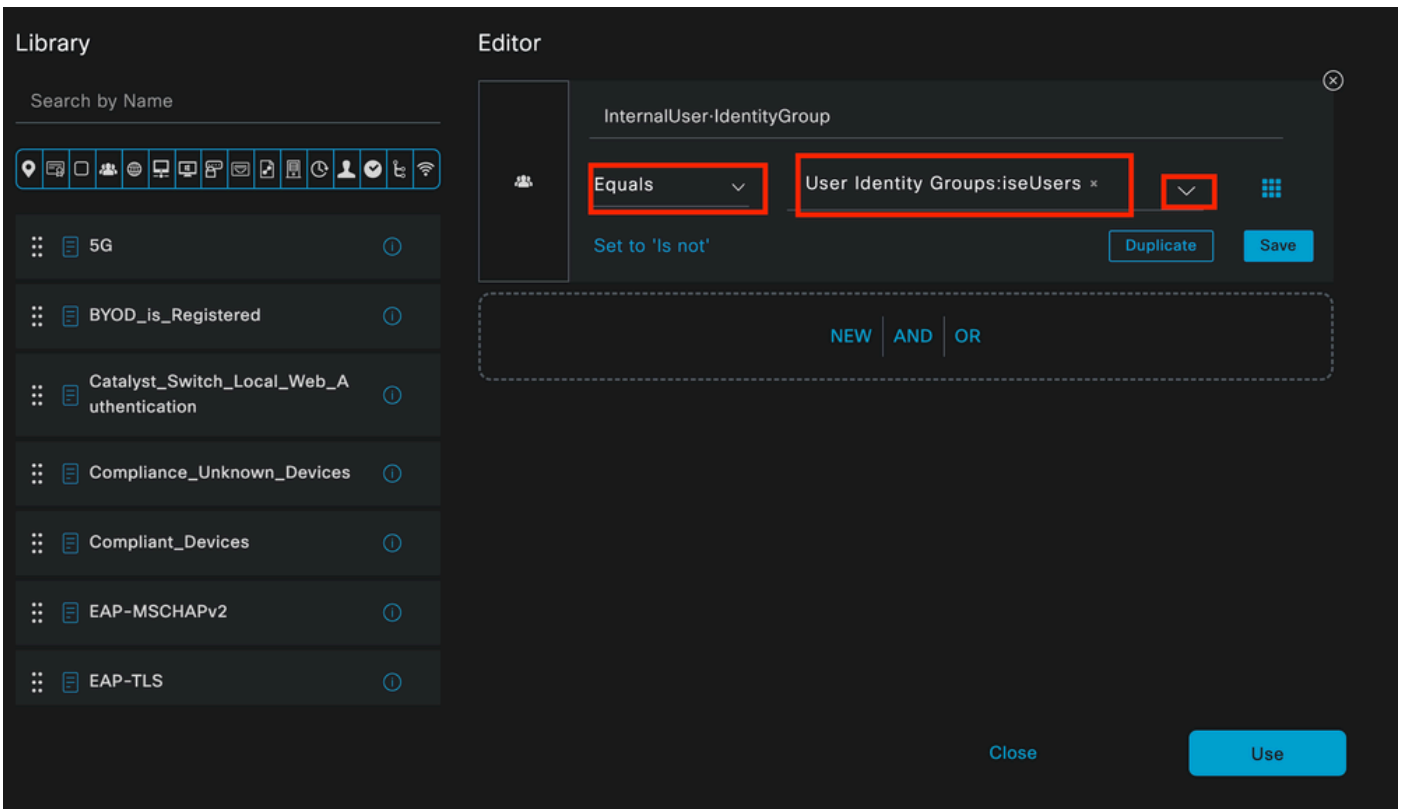 Library
Search by Name
5G
BYOD_is_Registered
Catalyst_Switch_Local_Web_A
uthentication
Compliance_Unknown_Devices
Compliant_Devices
EAP-MSCHAPv2
EAP-TLS
Editor
InternalUser·IdentityGroup
Equals
User Identity Groups:iseUsers ×
Set to 'Is not'
Duplicate
Save
NEW AND OR
Close
Use